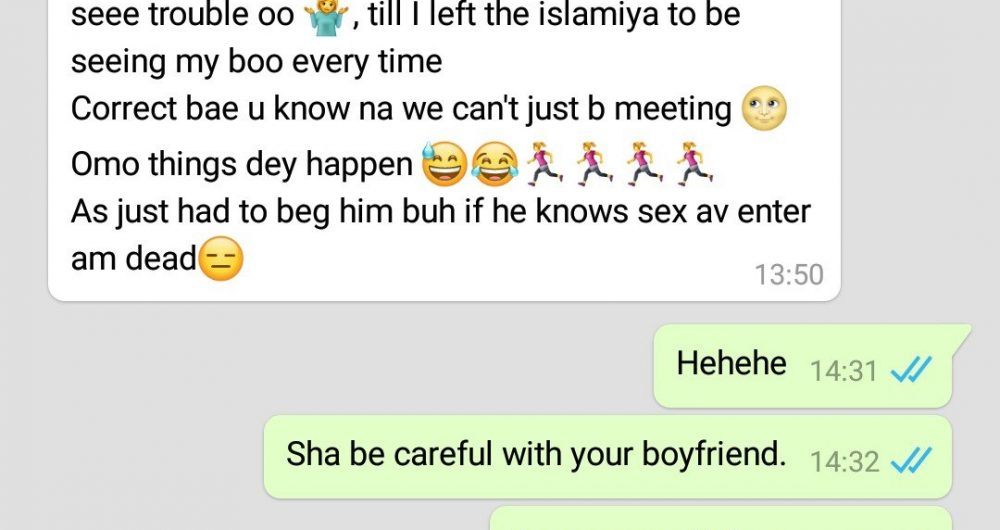 seee trouble oo 🤷‍♀️, till I left the islamiya to be
seeing my boo every time
Correct bae u know na we can't just b meeting 🌝
Omo things dey happen 😅😂🏃‍♀️🏃‍♀️🏃‍♀️🏃‍♀️
As just had to beg him buh if he knows sex av enter
am dead😑
13:50
Hehehe 14:31
Sha be careful with your boyfriend. 14:32